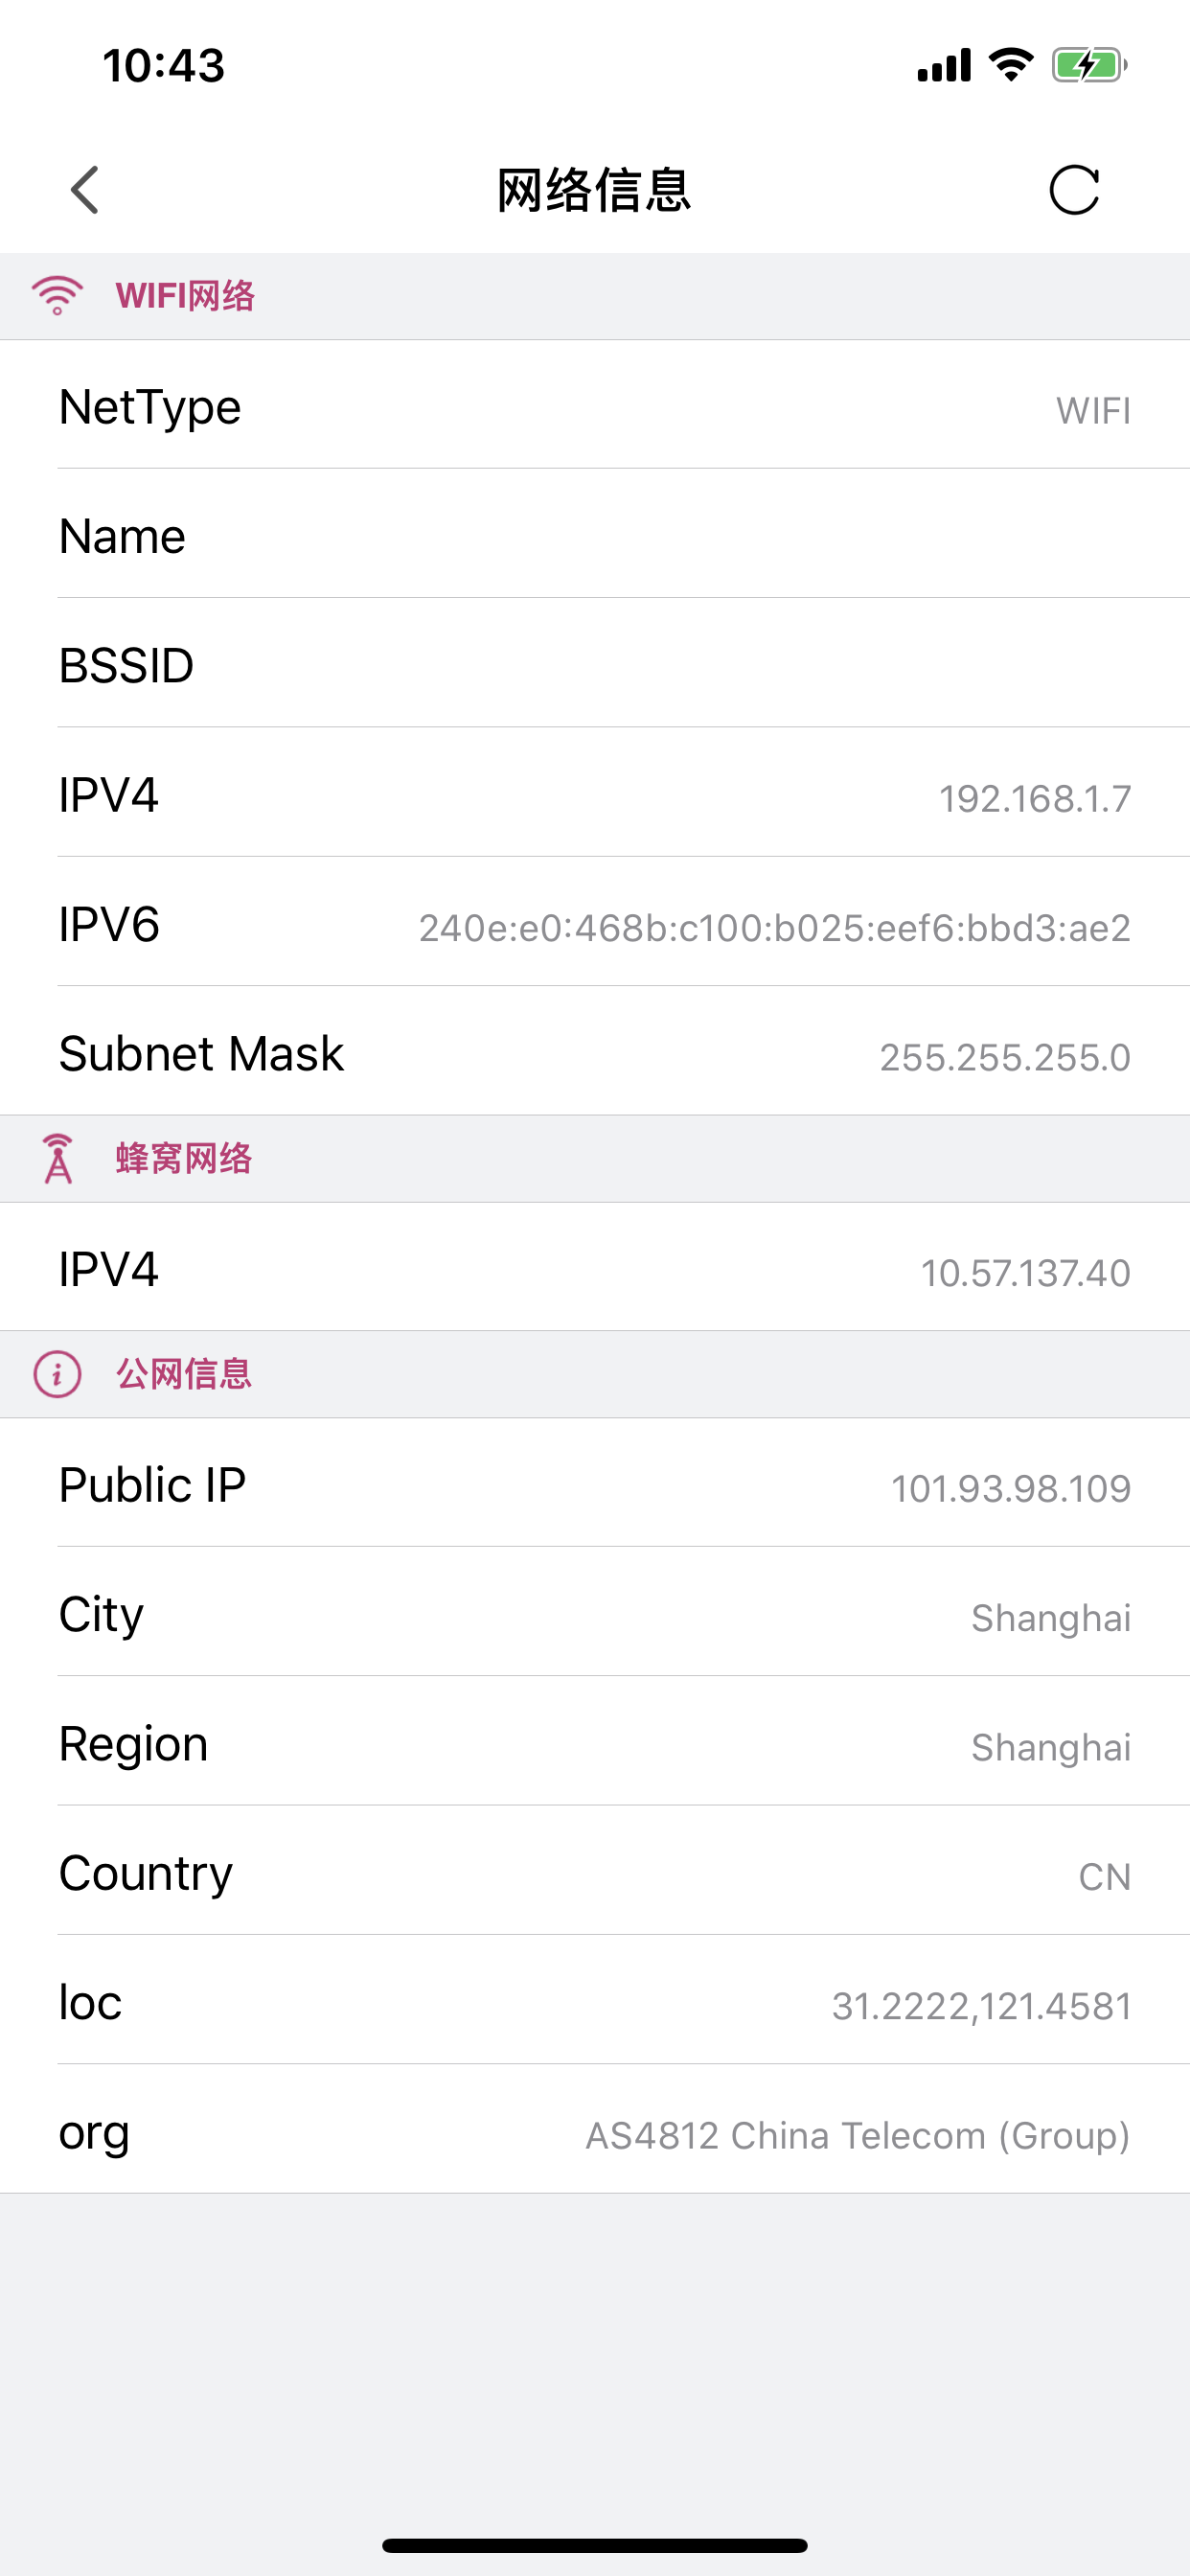 10:43
网络信息
WIFI网络
NetType WIFI
Name
BSSID
IPV4 192.168.1.7
IPV6 240e:e0:468b:c100:b025:eef6:bbd3:ae2
Subnet Mask 255.255.255.0
蜂窝网络
IPV4 10.57.137.40
公网信息
Public IP 101.93.98.109
City Shanghai
Region Shanghai
Country CN
loc 31.2222,121.4581
org AS4812 China Telecom (Group)